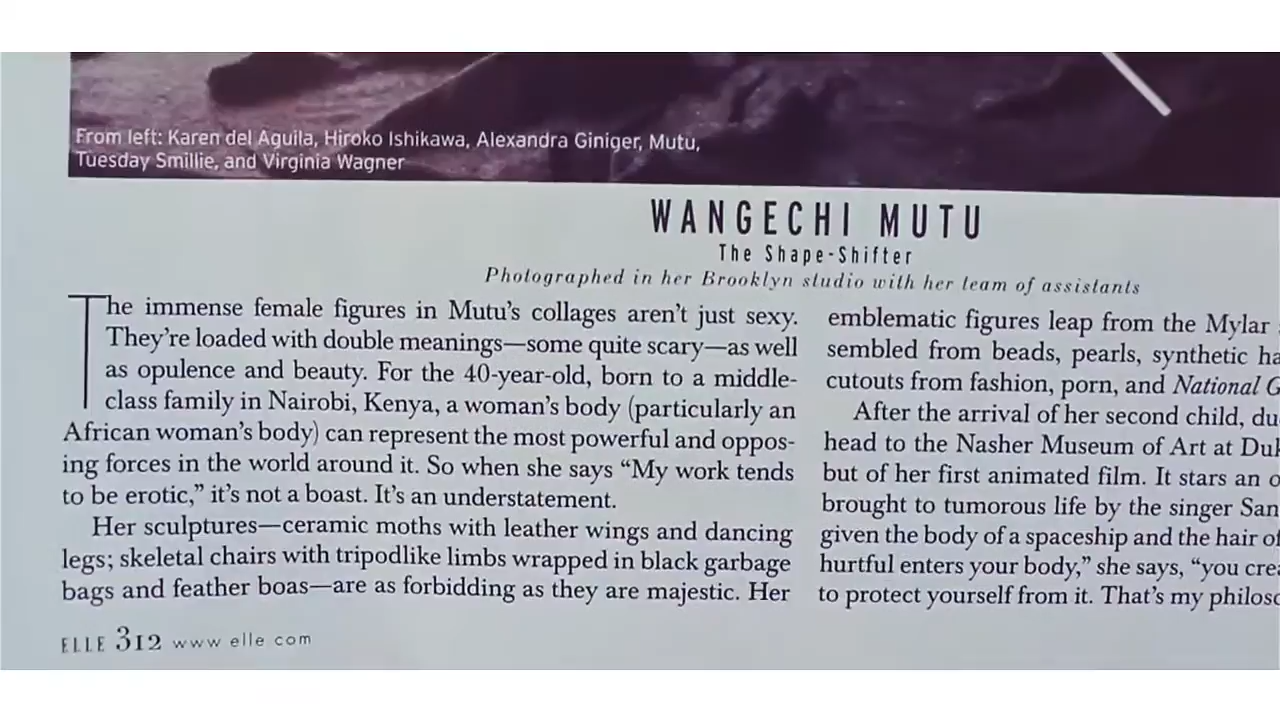 From left: Karen del Aguila, Hiroko Ishikawa, Alexandra Giniger, Mutu,
Tuesday Smillie, and Virginia Wagner
WANGECHI MUTU
The Shape-Shifter
Photographed in her Brooklyn studio with her team of assistants
The immense female figures in Mutu's collages aren't just sexy.
They're loaded with double meanings—some quite scary—as well
as opulence and beauty. For the 40-year-old, born to a middle-
class family in Nairobi, Kenya, a woman's body (particularly an
African woman's body) can represent the most powerful and oppos-
ing forces in the world around it. So when she says “My work tends
to be erotic,” it's not a boast. It's an understatement.
Her sculptures—ceramic moths with leather wings and dancing
legs; skeletal chairs with tripodlike limbs wrapped in black garbage
bags and feather boas—are as forbidding as they are majestic. Her
emblematic figures leap from the Mylar
sembled from beads, pearls, synthetic ha
cutouts from fashion, porn, and National G
After the arrival of her second child, du
head to the Nasher Museum of Art at Duk
but of her first animated film. It stars an o
brought to tumorous life by the singer San
given the body of a spaceship and the hair of
hurtful enters your body,” she says, “you crea
to protect yourself from it. That's my philoso
ELLE 312 www elle com